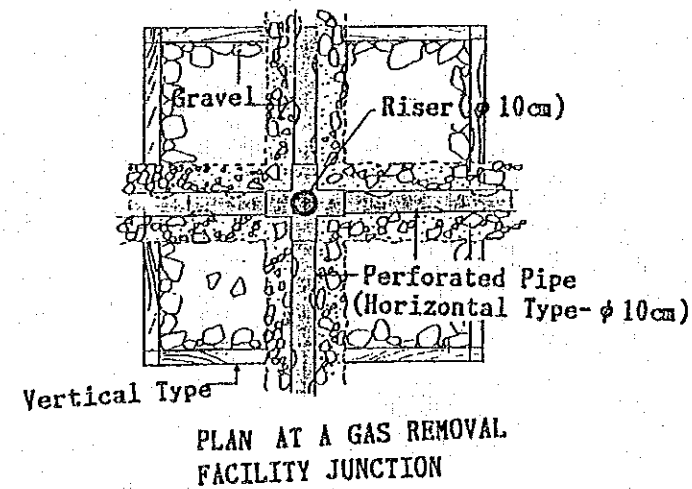 Gravel
Riser (φ 10cm)
Perforated Pipe
(Horizontal Type- φ 10cm)
Vertical Type
PLAN AT A GAS REMOVAL
FACILITY JUNCTION